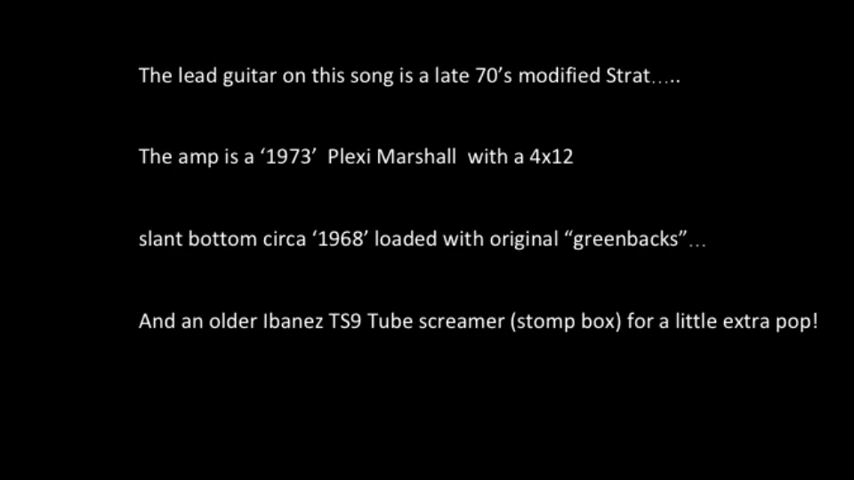 The lead guitar on this song is a late 70’s modified Strat…..
The amp is a ‘1973’  Plexi Marshall  with a 4x12
slant bottom circa ‘1968’ loaded with original “greenbacks”…
And an older Ibanez TS9 Tube screamer (stomp box) for a little extra pop!